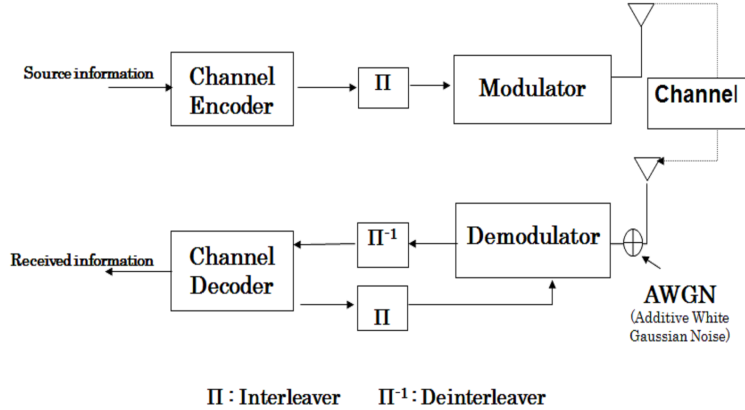 Source information
Channel
Encoder
Π
Modulator
Channel
Received information
Channel
Decoder
Π-1
Demodulator
Π
AWGN
(Additive White
Gaussian Noise)
Π : Interleaver Π-1 : Deinterleaver